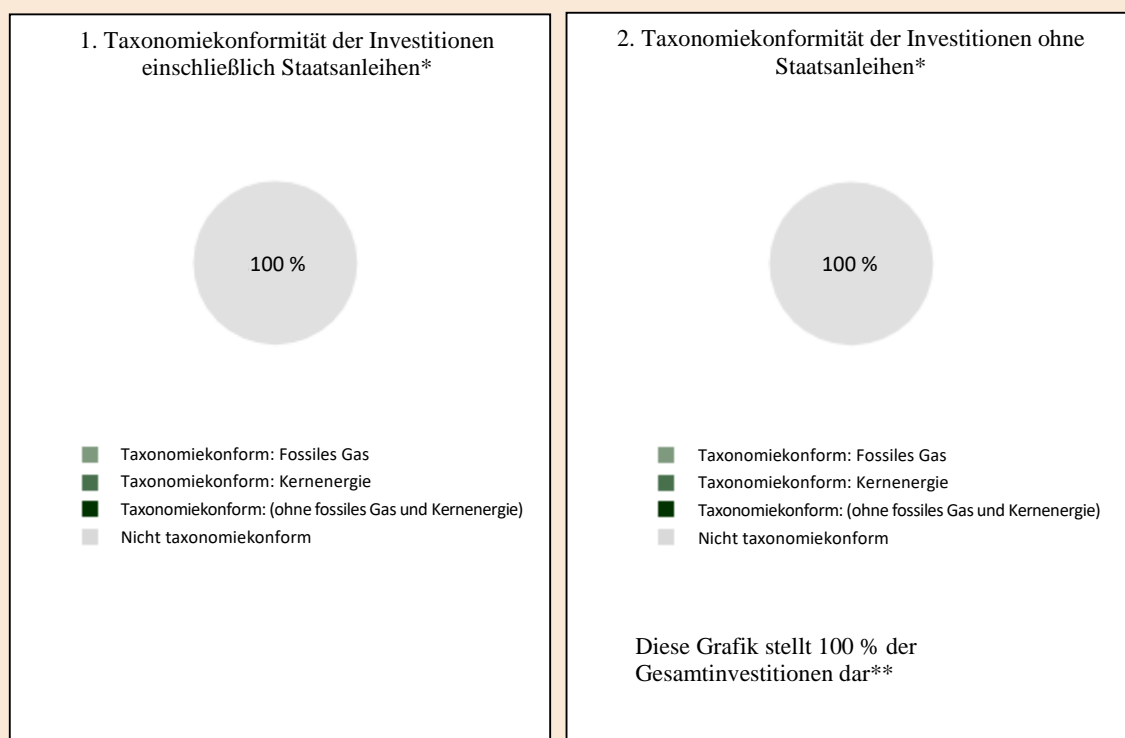 1. Taxonomiekonformität der Investitionen
einschließlich Staatsanleihen*
100 %
Taxonomiekonform: Fossiles Gas
Taxonomiekonform: Kernenergie
Taxonomiekonform: (ohne fossiles Gas und Kernenergie)
Nicht taxonomiekonform
2. Taxonomiekonformität der Investitionen ohne
Staatsanleihen*
100 %
Taxonomiekonform: Fossiles Gas
Taxonomiekonform: Kernenergie
Taxonomiekonform: (ohne fossiles Gas und Kernenergie)
Nicht taxonomiekonform
Diese Grafik stellt 100 % der
Gesamtinvestitionen dar**